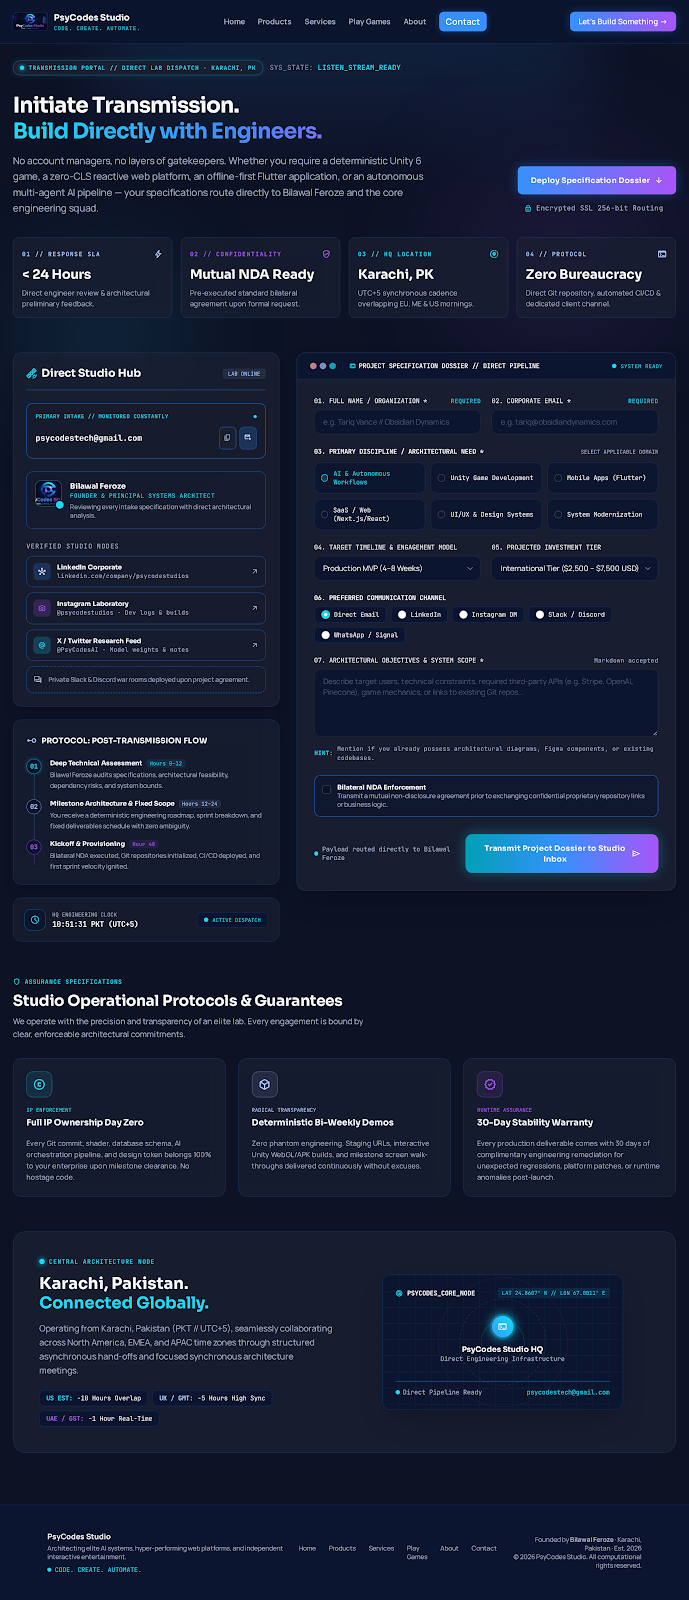 PsyCodes Studio
CODE. CREATE. AUTOMATE.
Home
Products
Services
Play Games
About
Contact
Let's Build Something →
TRANSMISSION PORTAL // DIRECT LAB DISPATCH · KARACHI, PK
SYS_STATE: LISTEN_STREAM_READY
Initiate Transmission.
Build Directly with Engineers.
No account managers, no layers of gatekeepers. Whether you require a deterministic Unity 6
game, a zero-CLS reactive web platform, an offline-first Flutter application, or an autonomous
multi-agent AI pipeline — your specifications route directly to Bilawal Feroze and the core
engineering squad.
Deploy Specification Dossier ↓
Encrypted SSL 256-bit Routing
01 // RESPONSE SLA
< 24 Hours
Direct engineer review & architectural
preliminary feedback.
02 // CONFIDENTIALITY
Mutual NDA Ready
Pre-executed standard bilateral
agreement upon formal request.
03 // HQ LOCATION
Karachi, PK
UTC+5 synchronous cadence
overlapping EU, ME & US mornings.
04 // PROTOCOL
Zero Bureaucracy
Direct Git repository, automated CI/CD &
dedicated client channel.
Direct Studio Hub
LAB ONLINE
PRIMARY INTAKE // MONITORED CONSTANTLY
psycodestech@gmail.com
Bilawal Feroze
FOUNDER & PRINCIPAL SYSTEMS ARCHITECT
Reviewing every intake specification with direct architectural
analysis.
VERIFIED STUDIO NODES
LinkedIn Corporate
linkedin.com/company/psycodestudios
Instagram Laboratory
@psycodestudios · Dev logs & builds
X / Twitter Research Feed
@PsyCodesAI · Model weights & notes
Private Slack & Discord war rooms deployed upon project agreement.
PROTOCOL: POST-TRANSMISSION FLOW
01
Deep Technical Assessment
Hours 0–12
Bilawal Feroze audits specifications, architectural feasibility,
dependency risks, and system bounds.
02
Milestone Architecture & Fixed Scope
Hours 12–24
You receive a deterministic engineering roadmap, sprint breakdown, and
fixed deliverables schedule with zero ambiguity.
03
Kickoff & Provisioning
Hour 48
Bilateral NDA executed, Git repositories initialized, CI/CD deployed, and
first sprint velocity ignited.
HQ ENGINEERING CLOCK
10:51:31 PKT (UTC+5)
ACTIVE DISPATCH
PROJECT SPECIFICATION DOSSIER // DIRECT PIPELINE
SYSTEM READY
01. FULL NAME / ORGANIZATION *
REQUIRED
e.g. Tariq Vance // Obsidian Dynamics
02. CORPORATE EMAIL *
REQUIRED
e.g. tariq@obsidiandynamics.com
03. PRIMARY DISCIPLINE / ARCHITECTURAL NEED *
SELECT APPLICABLE DOMAIN
AI & Autonomous
Workflows
Unity Game Development
Mobile Apps (Flutter)
SaaS / Web
(Next.js/React)
UI/UX & Design Systems
System Modernization
04. TARGET TIMELINE & ENGAGEMENT MODEL
Production MVP (4–8 Weeks)
05. PROJECTED INVESTMENT TIER
International Tier ($2,500 – $7,500 USD)
06. PREFERRED COMMUNICATION CHANNEL
Direct Email
LinkedIn
Instagram DM
Slack / Discord
WhatsApp / Signal
07. ARCHITECTURAL OBJECTIVES & SYSTEM SCOPE *
Markdown accepted
Describe target users, technical constraints, required third-party APIs (e.g. Stripe, OpenAI,
Pinecone), game mechanics, or links to existing Git repos...
HINT: Mention if you already possess architectural diagrams, Figma components, or existing
codebases.
Bilateral NDA Enforcement
Transmit a mutual non-disclosure agreement prior to exchanging confidential proprietary repository links
or business logic.
Payload routed directly to Bilawal
Feroze
Transmit Project Dossier to Studio
Inbox
ASSURANCE SPECIFICATIONS
Studio Operational Protocols & Guarantees
We operate with the precision and transparency of an elite lab. Every engagement is bound by
clear, enforceable architectural commitments.
IP ENFORCEMENT
Full IP Ownership Day Zero
Every Git commit, shader, database schema, AI
orchestration pipeline, and design token belongs 100%
to your enterprise upon milestone clearance. No
hostage code.
RADICAL TRANSPARENCY
Deterministic Bi-Weekly Demos
Zero phantom engineering. Staging URLs, interactive
Unity WebGL/APK builds, and milestone screen walk-
throughs delivered continuously without excuses.
RUNTIME ASSURANCE
30-Day Stability Warranty
Every production deliverable comes with 30 days of
complimentary engineering remediation for
unexpected regressions, platform patches, or runtime
anomalies post-launch.
CENTRAL ARCHITECTURE NODE
Karachi, Pakistan.
Connected Globally.
Operating from Karachi, Pakistan (PKT // UTC+5), seamlessly collaborating
across North America, EMEA, and APAC time zones through structured
asynchronous hand-offs and focused synchronous architecture
meetings.
US EST: -10 Hours Overlap
UK / GMT: -5 Hours High Sync
UAE / GST: -1 Hour Real-Time
PSYCODES_CORE_NODE
LAT 24.8607° N // LON 67.0011° E
PsyCodes Studio HQ
Direct Engineering Infrastructure
Direct Pipeline Ready
psycodestech@gmail.com
PsyCodes Studio
Architecting elite AI systems, hyper-performing web platforms, and independent
interactive entertainment.
CODE. CREATE. AUTOMATE.
Home
Products
Services
Play
Games
About
Contact
Founded by Bilawal Feroze · Karachi,
Pakistan · Est. 2026
© 2026 PsyCodes Studio. All computational
rights reserved.